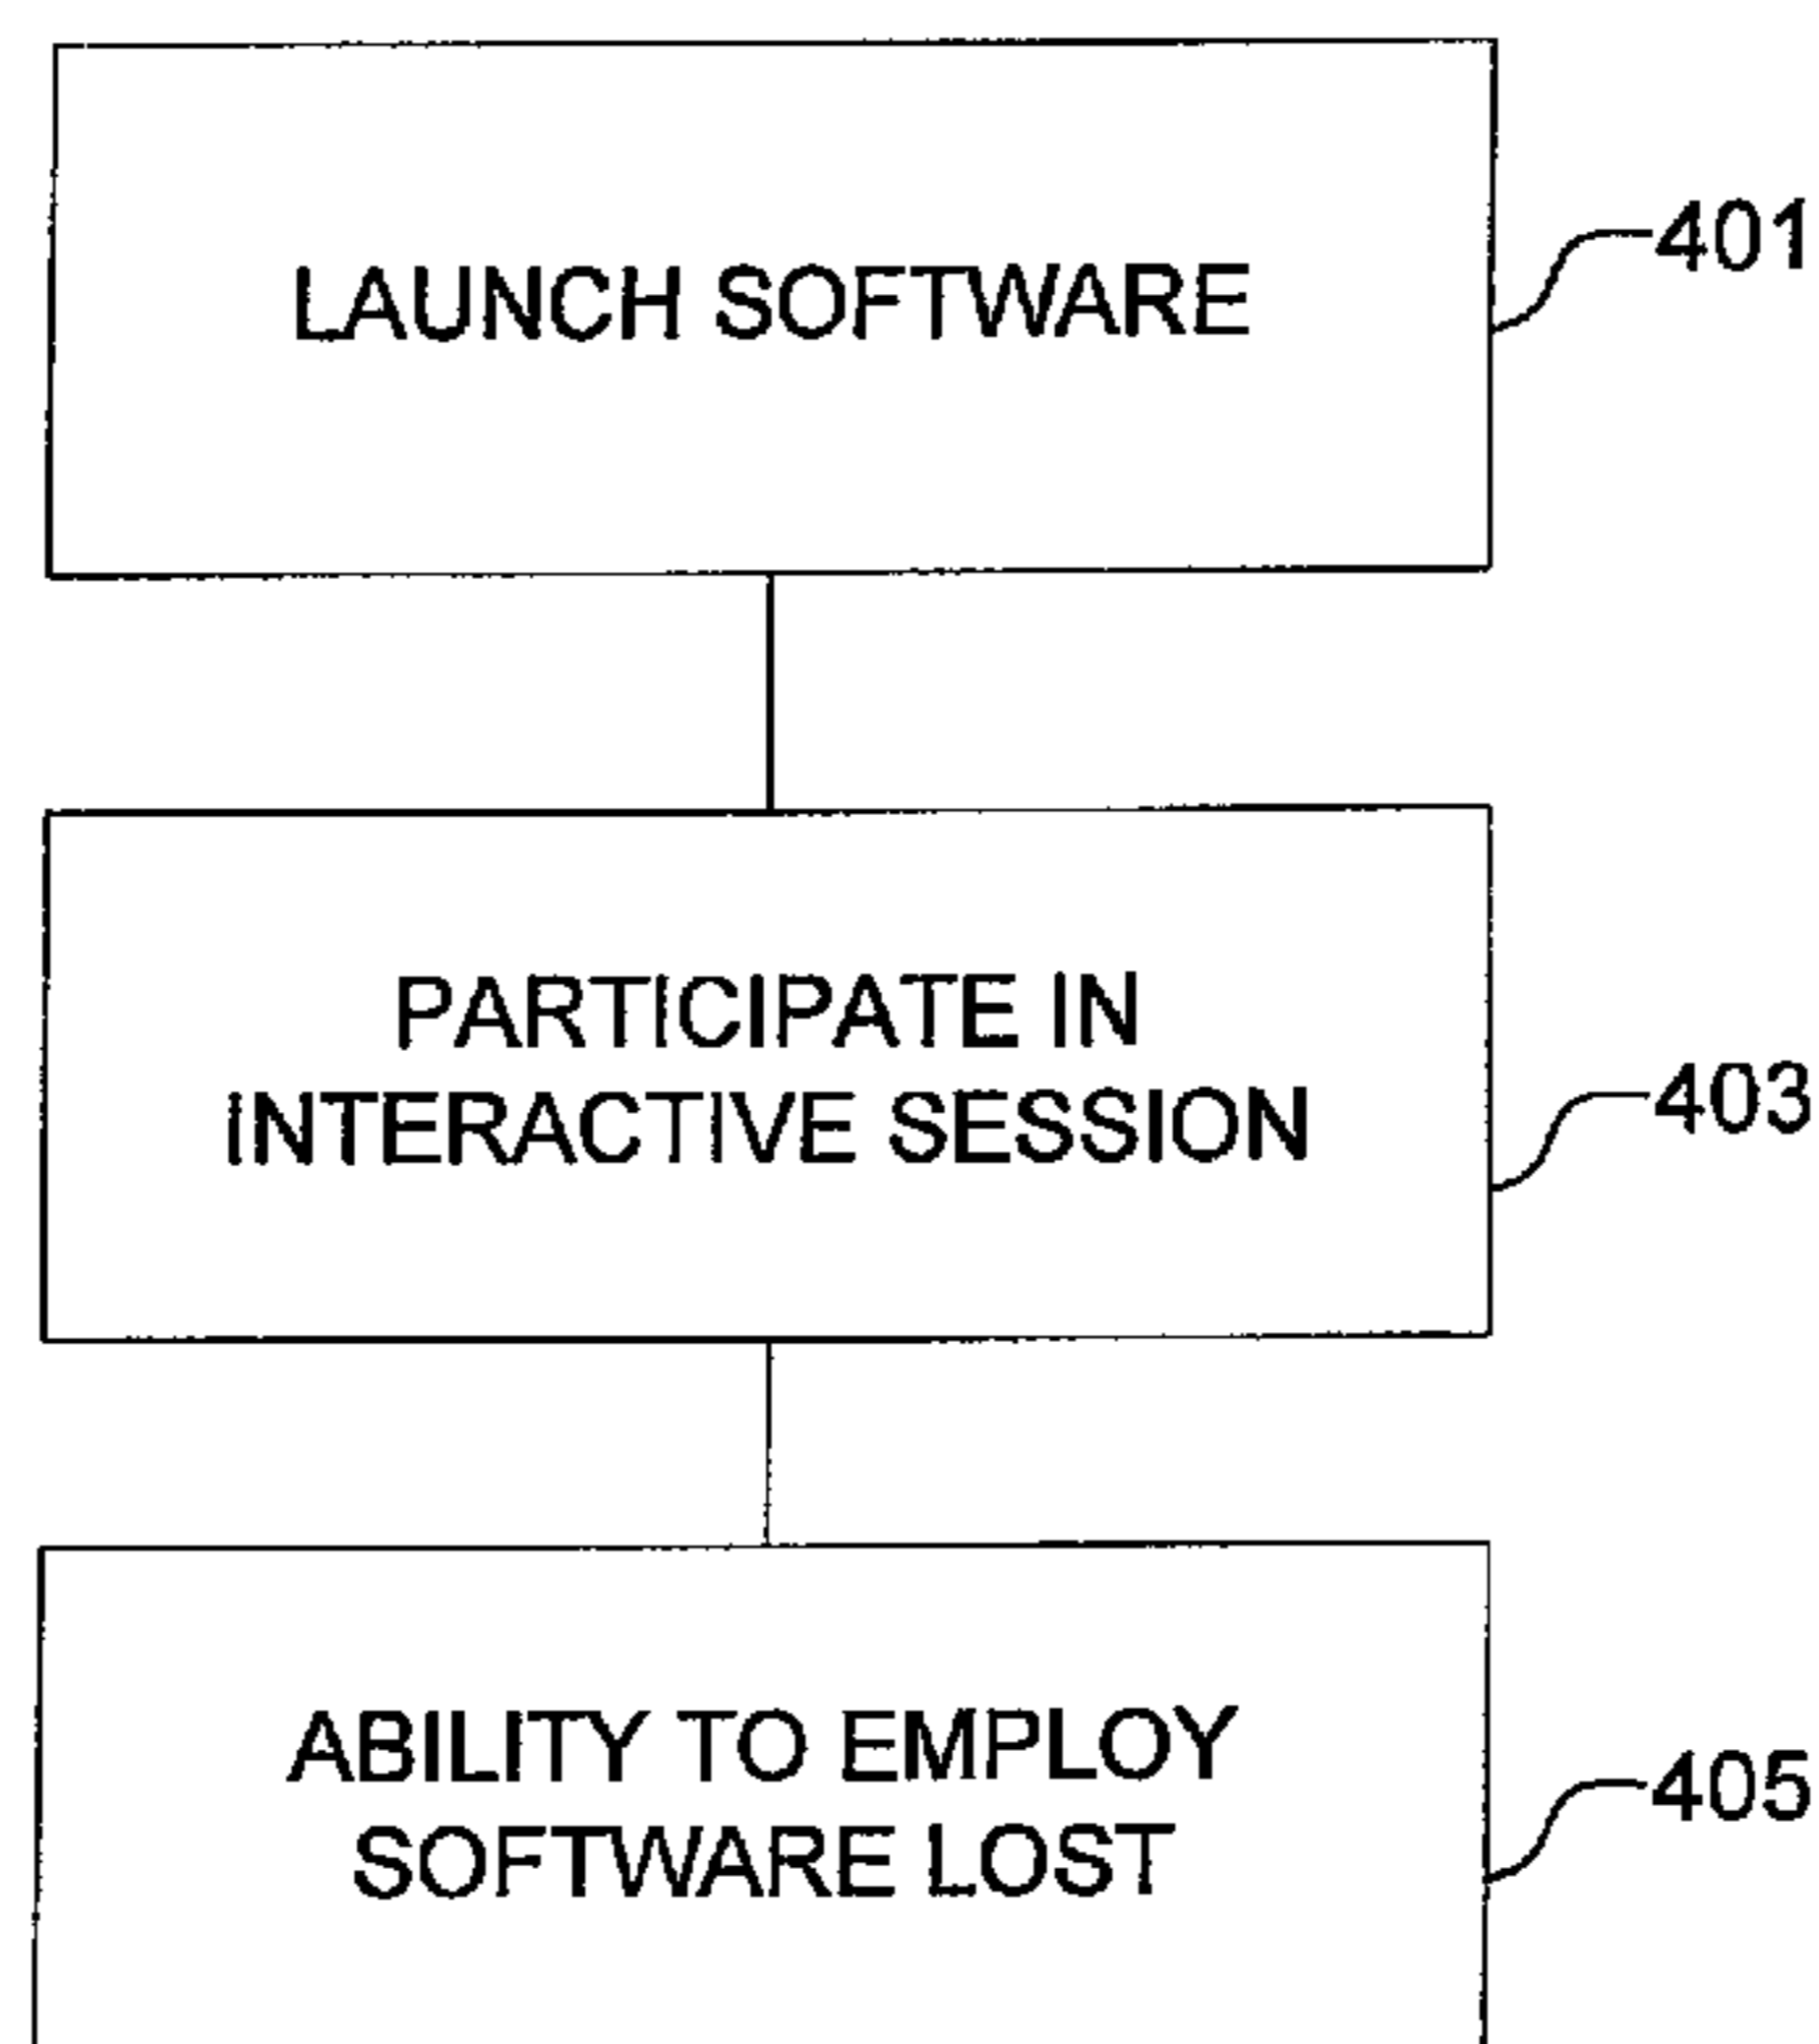 LAUNCH SOFTWARE
401
PARTICIPATE IN
INTERACTIVE SESSION
403
ABILITY TO EMPLOY
SOFTWARE LOST
405